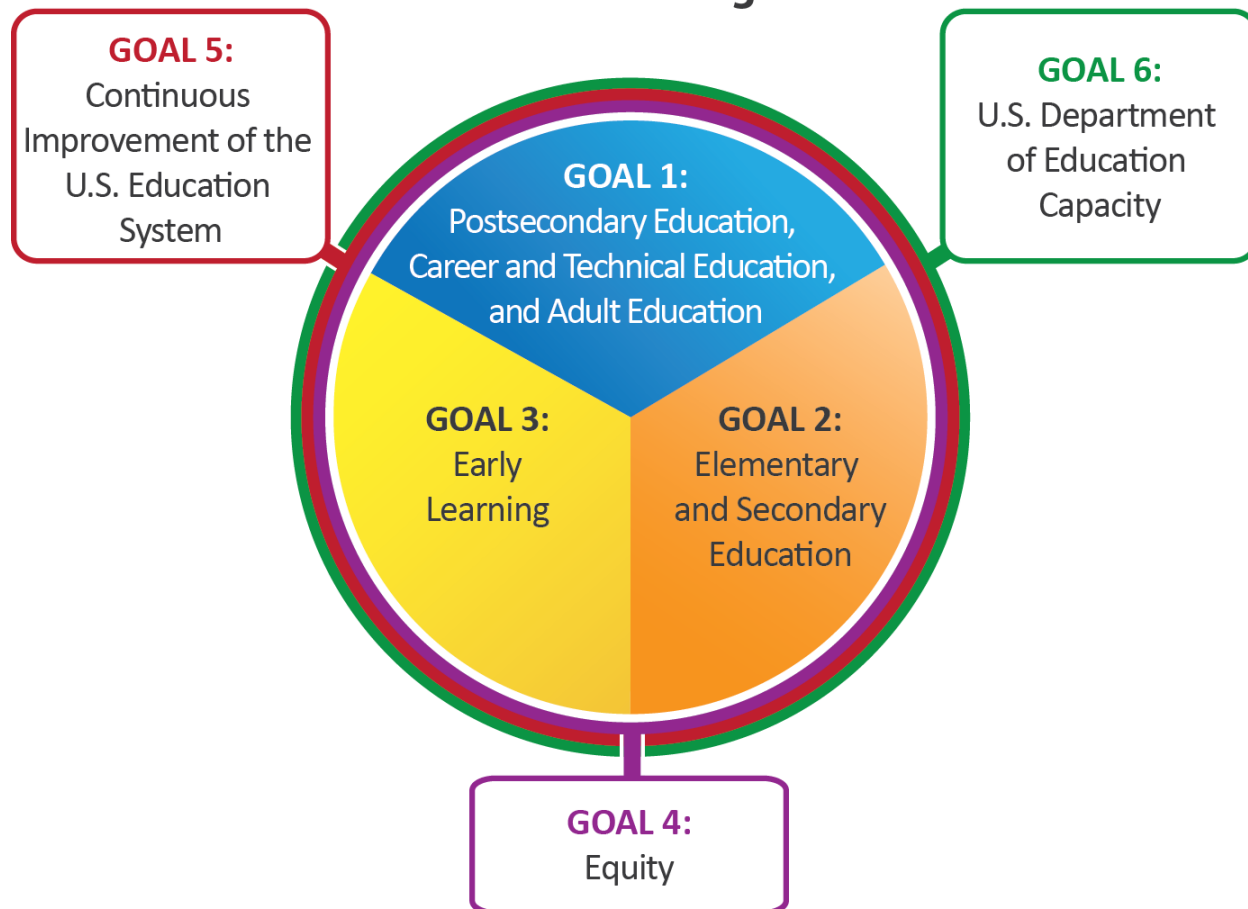 GOAL 5:
Continuous
Improvement of the
U.S. Education
System
GOAL 6:
U.S. Department
of Education
Capacity
GOAL 1:
Postsecondary Education,
Career and Technical Education,
and Adult Education
GOAL 3:
Early
Learning
GOAL 2:
Elementary
and Secondary
Education
GOAL 4:
Equity